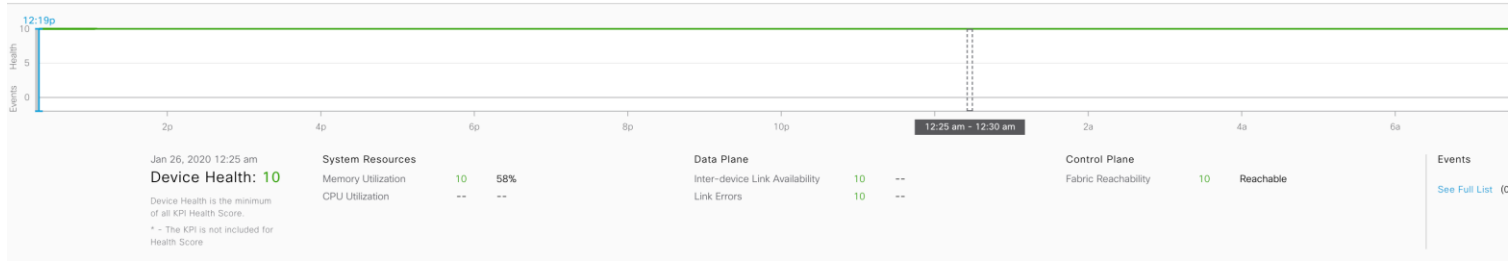 12:19p
10
Health
5
Events
0
2p
4p
6p
8p
10p
12:25 am - 12:30 am
2a
4a
6a
Jan 26, 2020 12:25 am
Device Health: 10
Device Health is the minimum
of all KPI Health Score.
* - The KPI is not included for
Health Score
System Resources
Memory Utilization 10 58%
CPU Utilization -- --
Data Plane
Inter-device Link Availability 10 --
Link Errors 10 --
Control Plane
Fabric Reachability 10 Reachable
Events
See Full List (0